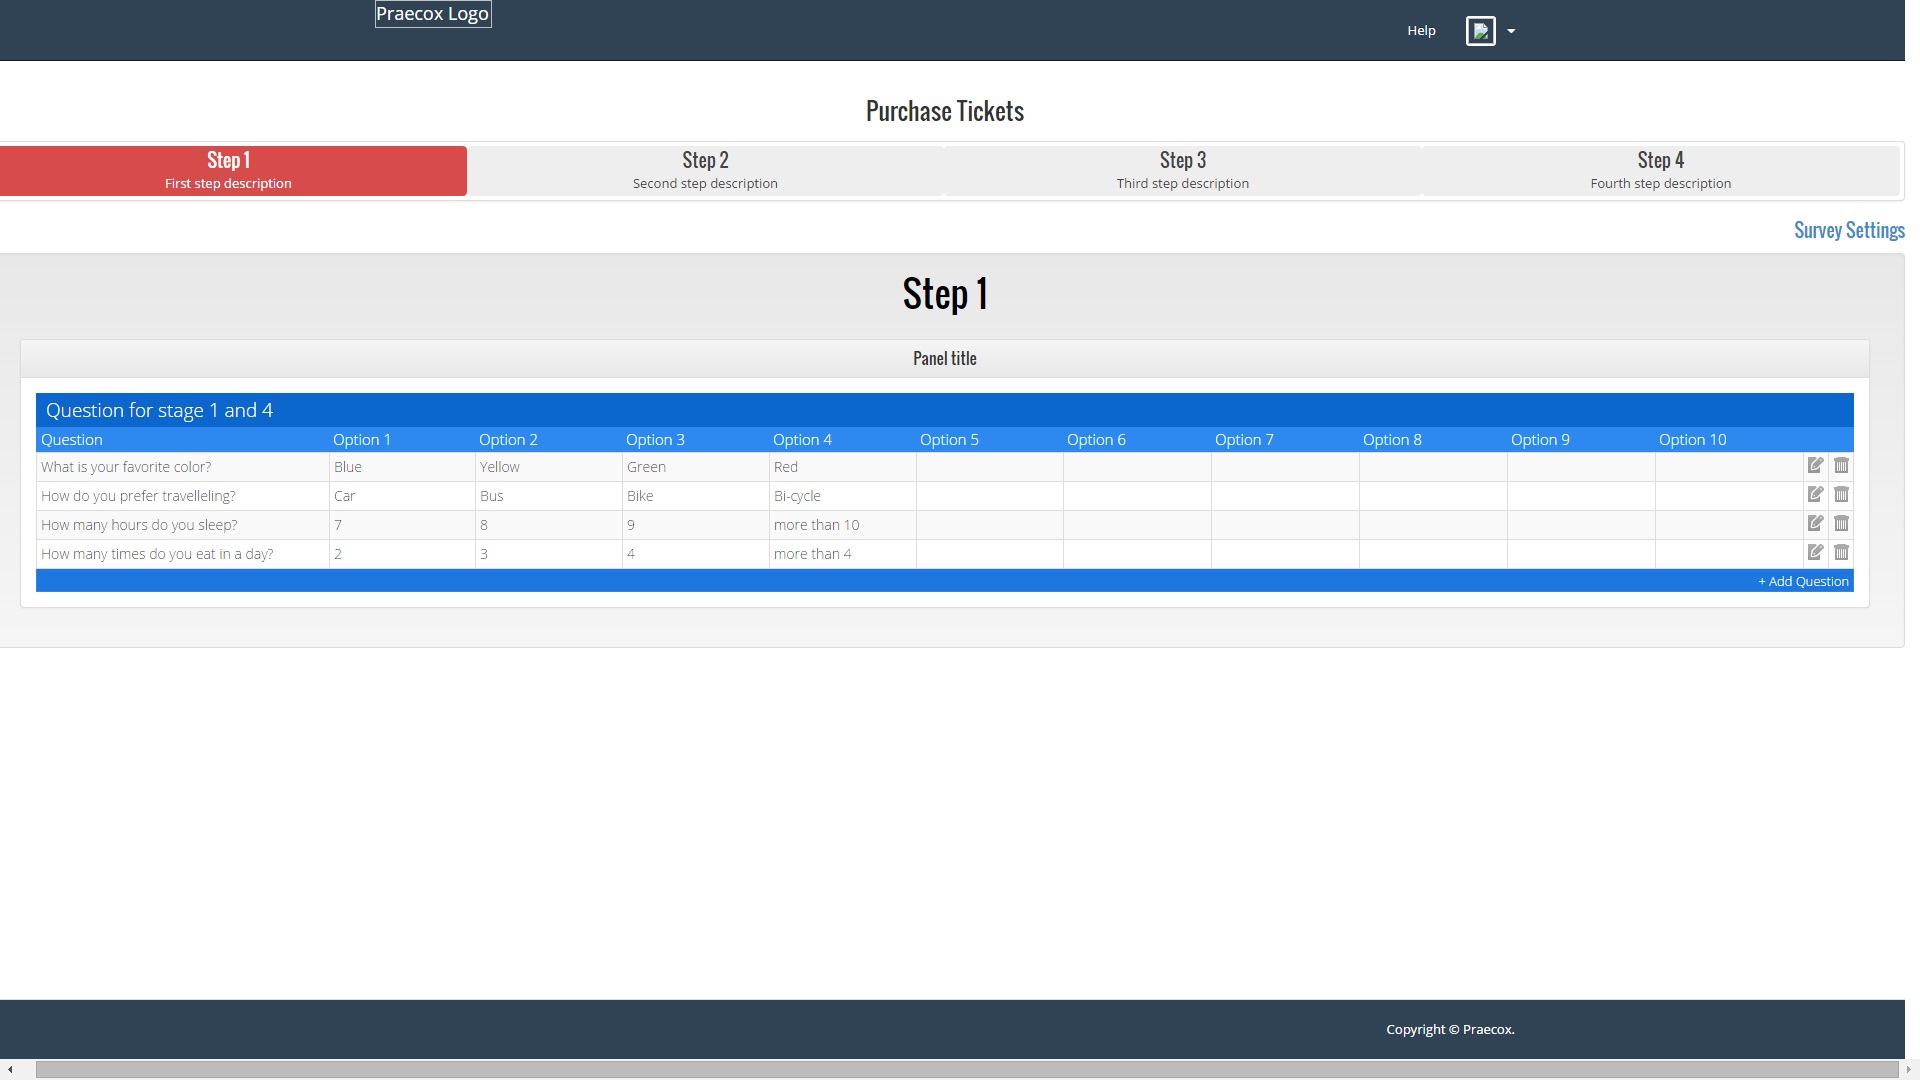 Praecox Logo
Help
Purchase Tickets
Step 1
First step description
Step 2
Second step description
Step 3
Third step description
Step 4
Fourth step description
Survey Settings
Step 1
Panel title
Question for stage 1 and 4
Question Option 1 Option 2 Option 3 Option 4 Option 5 Option 6 Option 7 Option 8 Option 9 Option 10
What is your favorite color? Blue Yellow Green Red
How do you prefer travelleling? Car Bus Bike Bi-cycle
How many hours do you sleep? 7 8 9 more than 10
How many times do you eat in a day? 2 3 4 more than 4
+ Add Question
Copyright © Praecox.